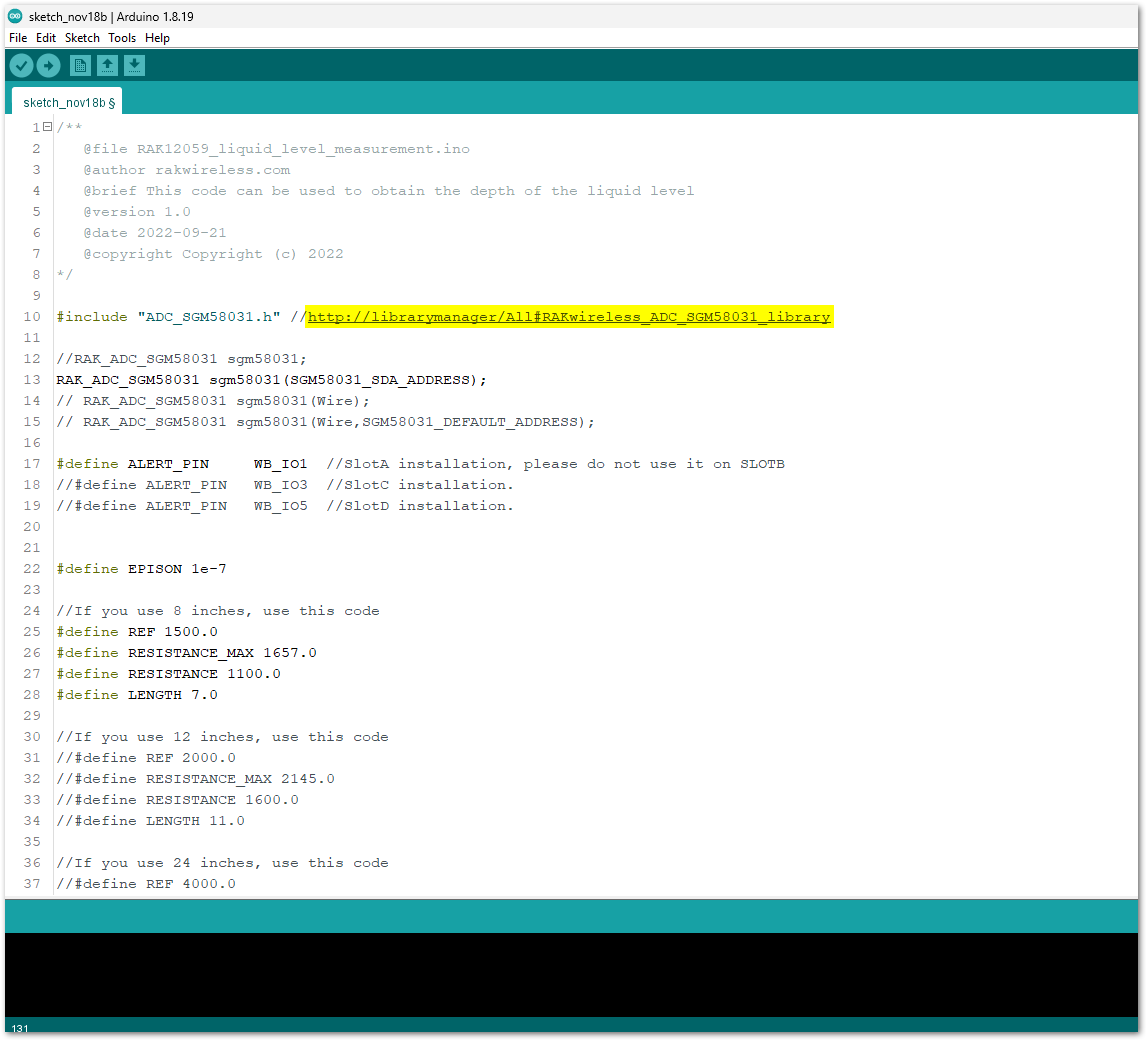 sketch_nov18b | Arduino 1.8.19
File Edit Sketch Tools Help
sketch_nov18b §
1 /**
2 @file RAK12059_liquid_level_measurement.ino
3 @author rakwireless.com
4 @brief This code can be used to obtain the depth of the liquid level
5 @version 1.0
6 @date 2022-09-21
7 @copyright Copyright (c) 2022
8 */
9
10 #include "ADC_SGM58031.h" //http://librarymanager/All#RAKwireless_ADC_SGM58031_library
11
12 //RAK_ADC_SGM58031 sgm58031;
13 RAK_ADC_SGM58031 sgm58031(SGM58031_SDA_ADDRESS);
14 // RAK_ADC_SGM58031 sgm58031(Wire);
15 // RAK_ADC_SGM58031 sgm58031(Wire,SGM58031_DEFAULT_ADDRESS);
16
17 #define ALERT_PIN WB_IO1 //SlotA installation, please do not use it on SLOTB
18 //#define ALERT_PIN WB_IO3 //SlotC installation.
19 //#define ALERT_PIN WB_IO5 //SlotD installation.
20
21
22 #define EPISON 1e-7
23
24 //If you use 8 inches, use this code
25 #define REF 1500.0
26 #define RESISTANCE_MAX 1657.0
27 #define RESISTANCE 1100.0
28 #define LENGTH 7.0
29
30 //If you use 12 inches, use this code
31 //#define REF 2000.0
32 //#define RESISTANCE_MAX 2145.0
33 //#define RESISTANCE 1600.0
34 //#define LENGTH 11.0
35
36 //If you use 24 inches, use this code
37 //#define REF 4000.0
131